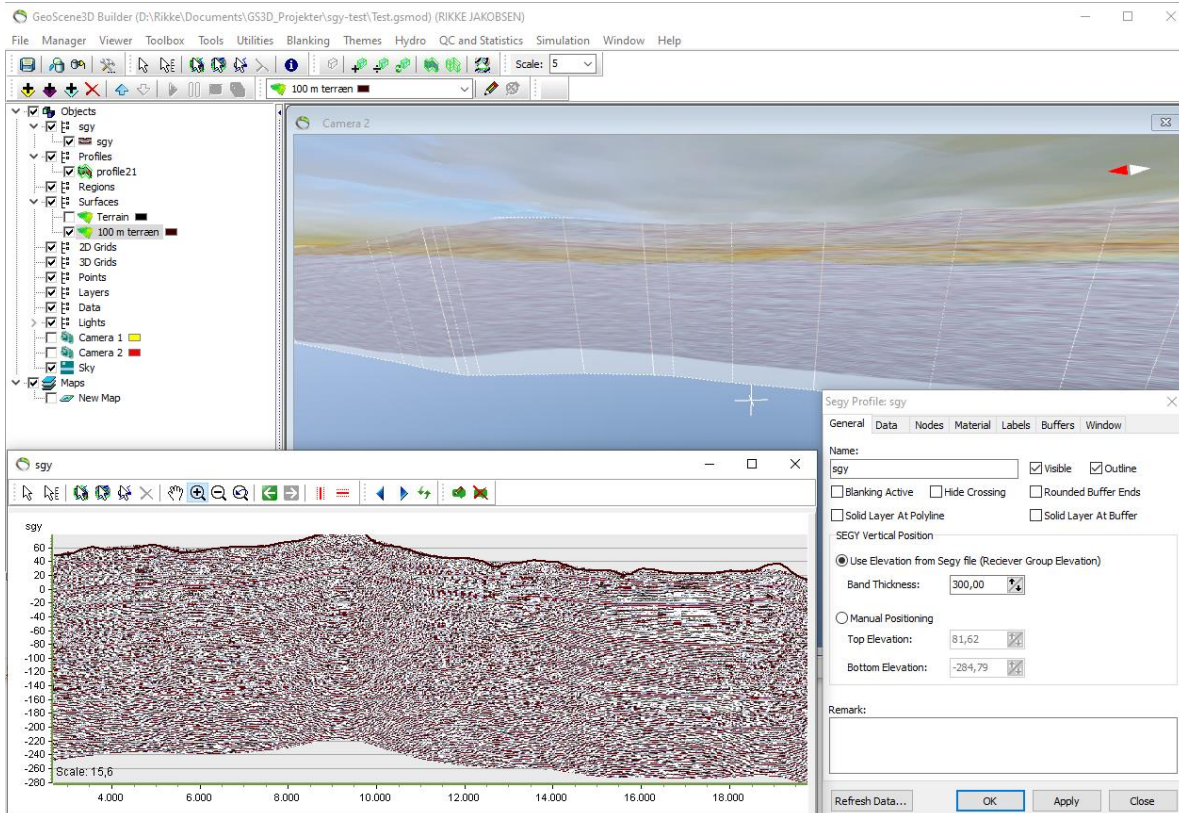 GeoScene3D Builder (D:\Rikke\Documents\GS3D_Projekter\sgy-test\Test.gsmod) (RIKKE JAKOBSEN)
File Manager Viewer Toolbox Tools Utilities Blanking Themes Hydro QC and Statistics Simulation Window Help
Scale: 5
100 m terræn
Objects
sgy
sgy
Profiles
profile21
Regions
Surfaces
Terrain
100 m terræn
2D Grids
3D Grids
Points
Layers
Data
Lights
Camera 1
Camera 2
Sky
Maps
New Map
Camera 2
sgy
sgy
60
40
20
0
-20
-40
-60
-80
-100
-120
-140
-160
-180
-200
-220
-240
-260
-280
Scale: 15,6
4.000 6.000 8.000 10.000 12.000 14.000 16.000 18.000
Segy Profile: sgy
General Data Nodes Material Labels Buffers Window
Name:
sgy
Visible Outline
Blanking Active Hide Crossing Rounded Buffer Ends
Solid Layer At Polyline Solid Layer At Buffer
SEGY Vertical Position
Use Elevation from Segy file (Reciever Group Elevation)
Band Thickness: 300,00
Manual Positioning
Top Elevation: 81,62
Bottom Elevation: -284,79
Remark:
Refresh Data... OK Apply Close